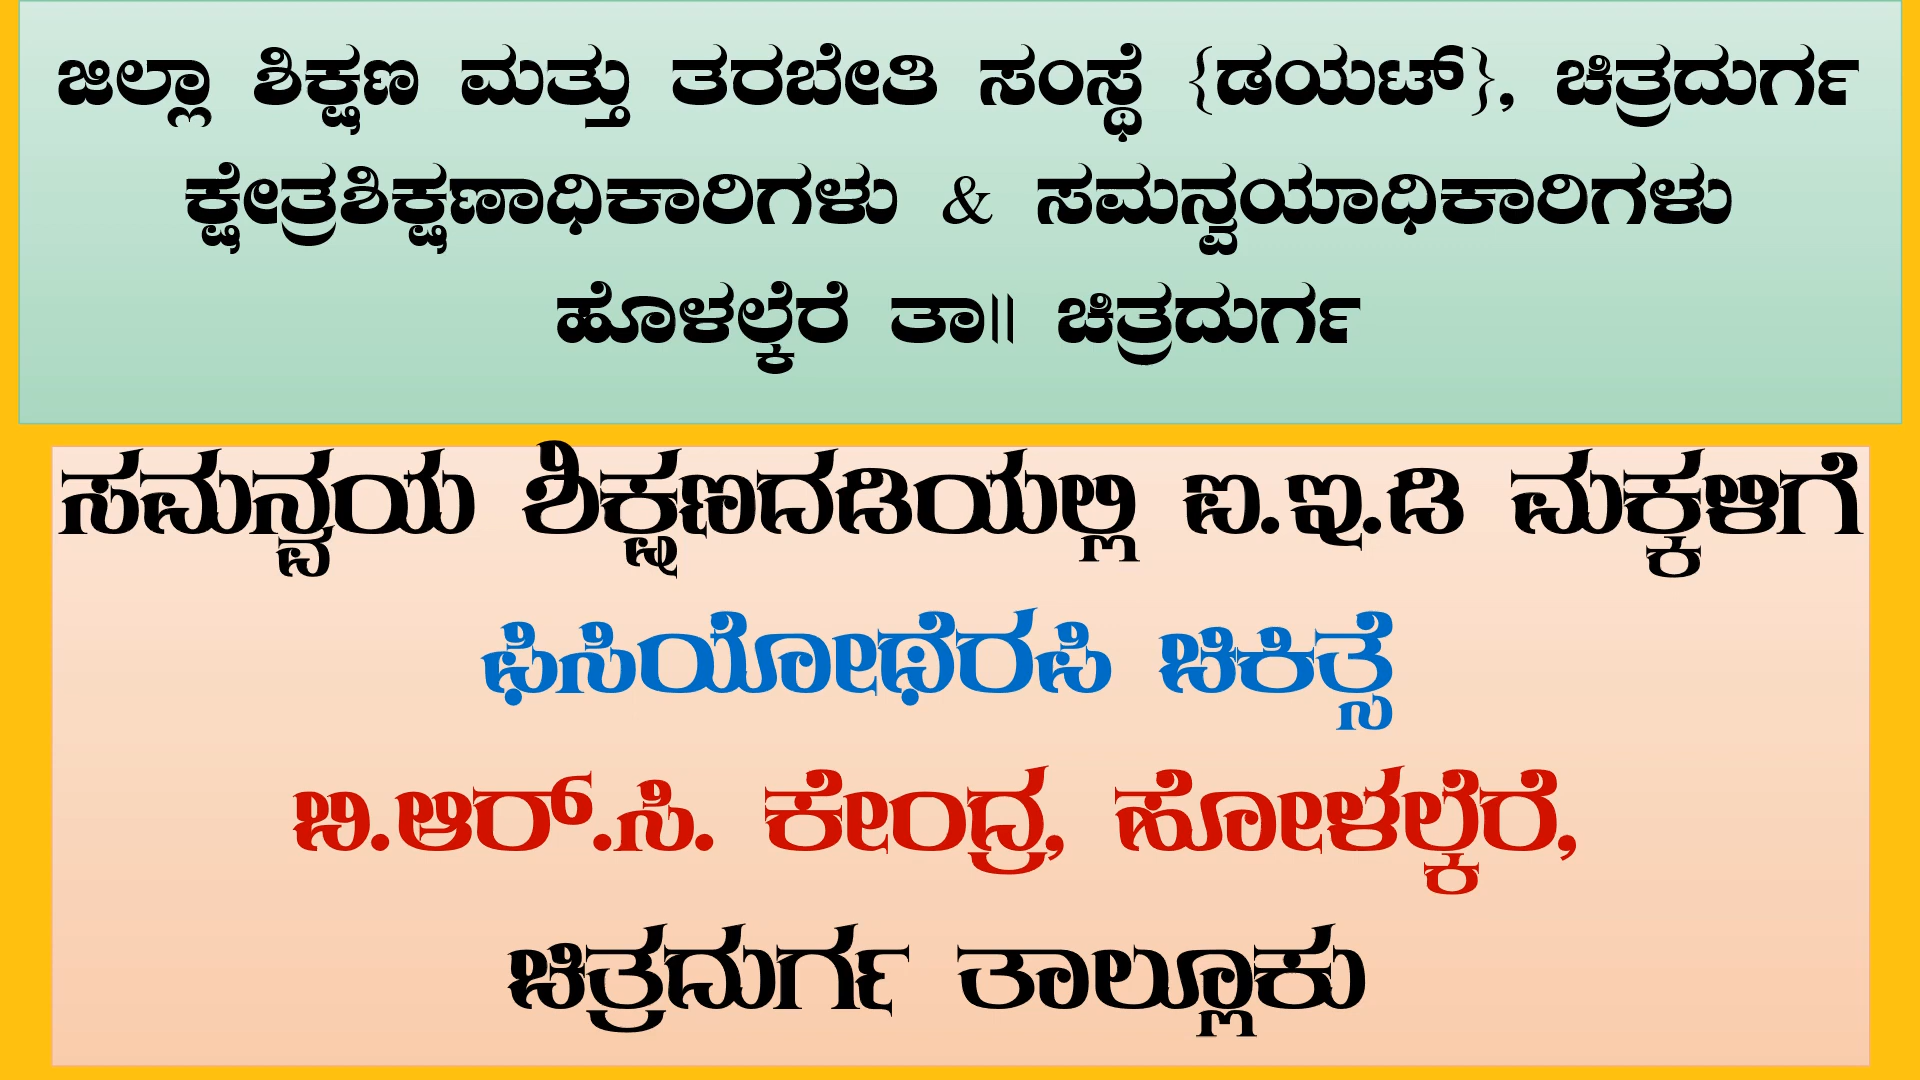 ಜಿಲ್ಲಾ ಶಿಕ್ಷಣ ಮತ್ತು ತರಬೇತಿ ಸಂಸ್ಥೆ {ಡಯಟ್}, ಚಿತ್ರದುರ್ಗ
ಕ್ಷೇತ್ರಶಿಕ್ಷಣಾಧಿಕಾರಿಗಳು & ಸಮನ್ವಯಾಧಿಕಾರಿಗಳು
ಹೊಳಲ್ಕೆರೆ ತಾ॥ ಚಿತ್ರದುರ್ಗ
ಸಮನ್ವಯ ಶಿಕ್ಷಣದಡಿಯಲ್ಲಿ ಐ.ಇ.ಡಿ ಮಕ್ಕಳಿಗೆ
ಫಿಸಿಯೋಥೆರಪಿ ಚಿಕಿತ್ಸೆ
ಬಿ.ಆರ್.ಸಿ. ಕೇಂದ್ರ, ಹೋಳಲ್ಕೆರೆ,
ಚಿತ್ರದುರ್ಗ ತಾಲ್ಲೂಕು